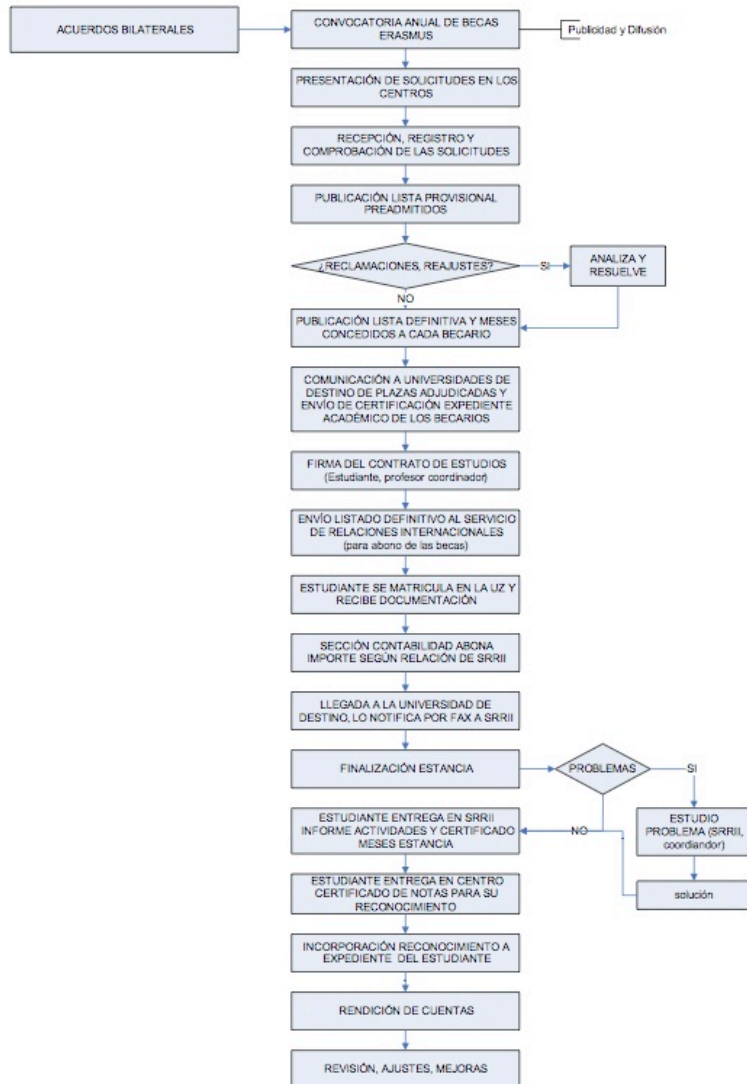 ACUERDOS BILATERALES
CONVOCATORIA ANUAL DE BECAS
ERASMUS
Publicidad y Difusión
PRESENTACIÓN DE SOLICITUDES EN LOS
CENTROS
RECEPCIÓN, REGISTRO Y
COMPROBACIÓN DE LAS SOLICITUDES
PUBLICACIÓN LISTA PROVISIONAL
PREADMITIDOS
¿RECLAMACIONES, REAJUSTES?
SI
ANALIZA Y
RESUELVE
NO
PUBLICACIÓN LISTA DEFINITIVA Y MESES
CONCEDIDOS A CADA BECARIO
COMUNICACIÓN A UNIVERSIDADES DE
DESTINO DE PLAZAS ADJUDICADAS Y
ENVÍO DE CERTIFICACIÓN EXPEDIENTE
ACADÉMICO DE LOS BECARIOS
FIRMA DEL CONTRATO DE ESTUDIOS
(Estudiante, profesor coordinador)
ENVÍO LISTADO DEFINITIVO AL SERVICIO
DE RELACIONES INTERNACIONALES
(para abono de las becas)
ESTUDIANTE SE MATRICULA EN LA UZ Y
RECIBE DOCUMENTACIÓN
SECCIÓN CONTABILIDAD ABONA
IMPORTE SEGÚN RELACIÓN DE SRRII
LLEGADA A LA UNIVERSIDAD DE
DESTINO, LO NOTIFICA POR FAX A SRRII
FINALIZACIÓN ESTANCIA
PROBLEMAS
SI
ESTUDIO
PROBLEMA (SRRII,
coordiandor)
NO
solución
ESTUDIANTE ENTREGA EN SRRII
INFORME ACTIVIDADES Y CERTIFICADO
MESES ESTANCIA
ESTUDIANTE ENTREGA EN CENTRO
CERTIFICADO DE NOTAS PARA SU
RECONOCIMIENTO
INCORPORACIÓN RECONOCIMIENTO A
EXPEDIENTE DEL ESTUDIANTE
RENDICIÓN DE CUENTAS
REVISIÓN, AJUSTES, MEJORAS